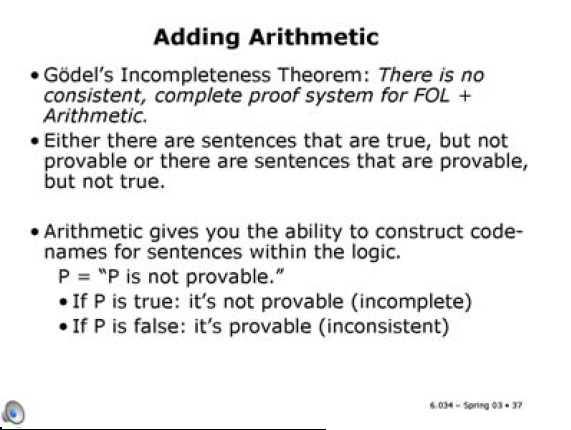 Adding Arithmetic
• Gödel's Incompleteness Theorem: There is no
consistent, complete proof system for FOL +
Arithmetic.
• Either there are sentences that are true, but not
provable or there are sentences that are provable,
but not true.
• Arithmetic gives you the ability to construct code-
names for sentences within the logic.
P = “P is not provable.”
• If P is true: it's not provable (incomplete)
• If P is false: it's provable (inconsistent)
6.034 – Spring 03 • 37